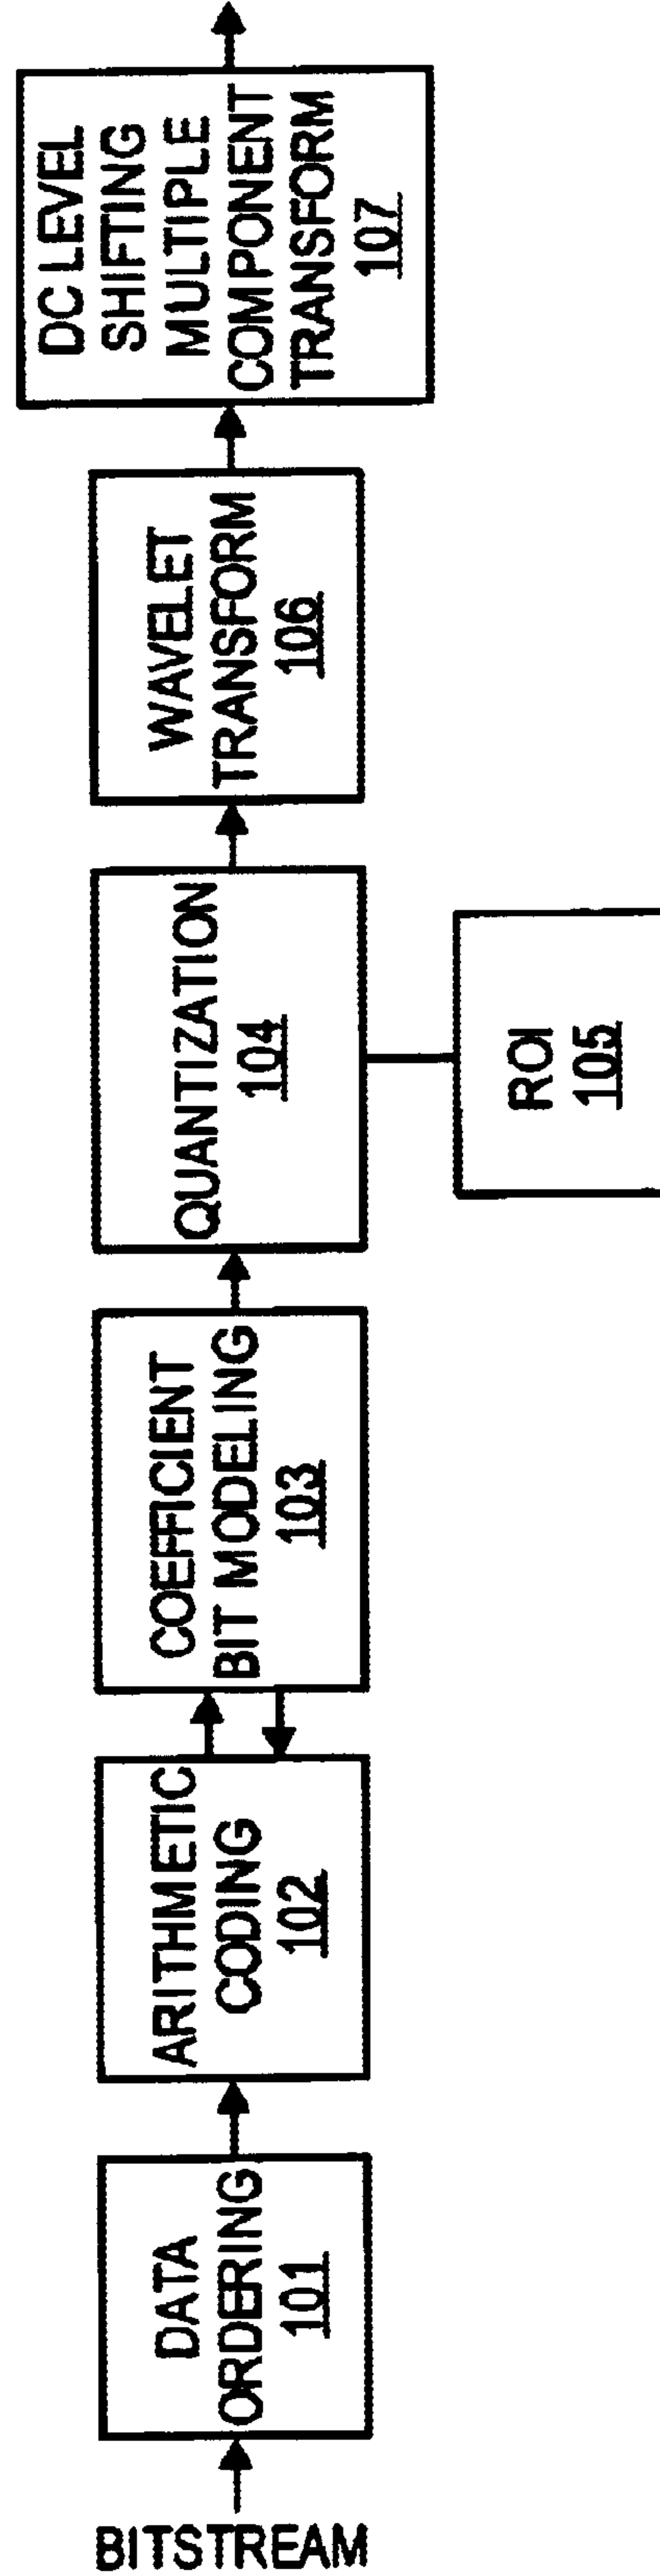 BITSTREAM
DATA
ORDERING
101
ARITHMETIC
CODING
102
COEFFICIENT
BIT MODELING
103
QUANTIZATION
104
ROI
105
WAVELET
TRANSFORM
106
DC LEVEL
SHIFTING
MULTIPLE
COMPONENT
TRANSFORM
107